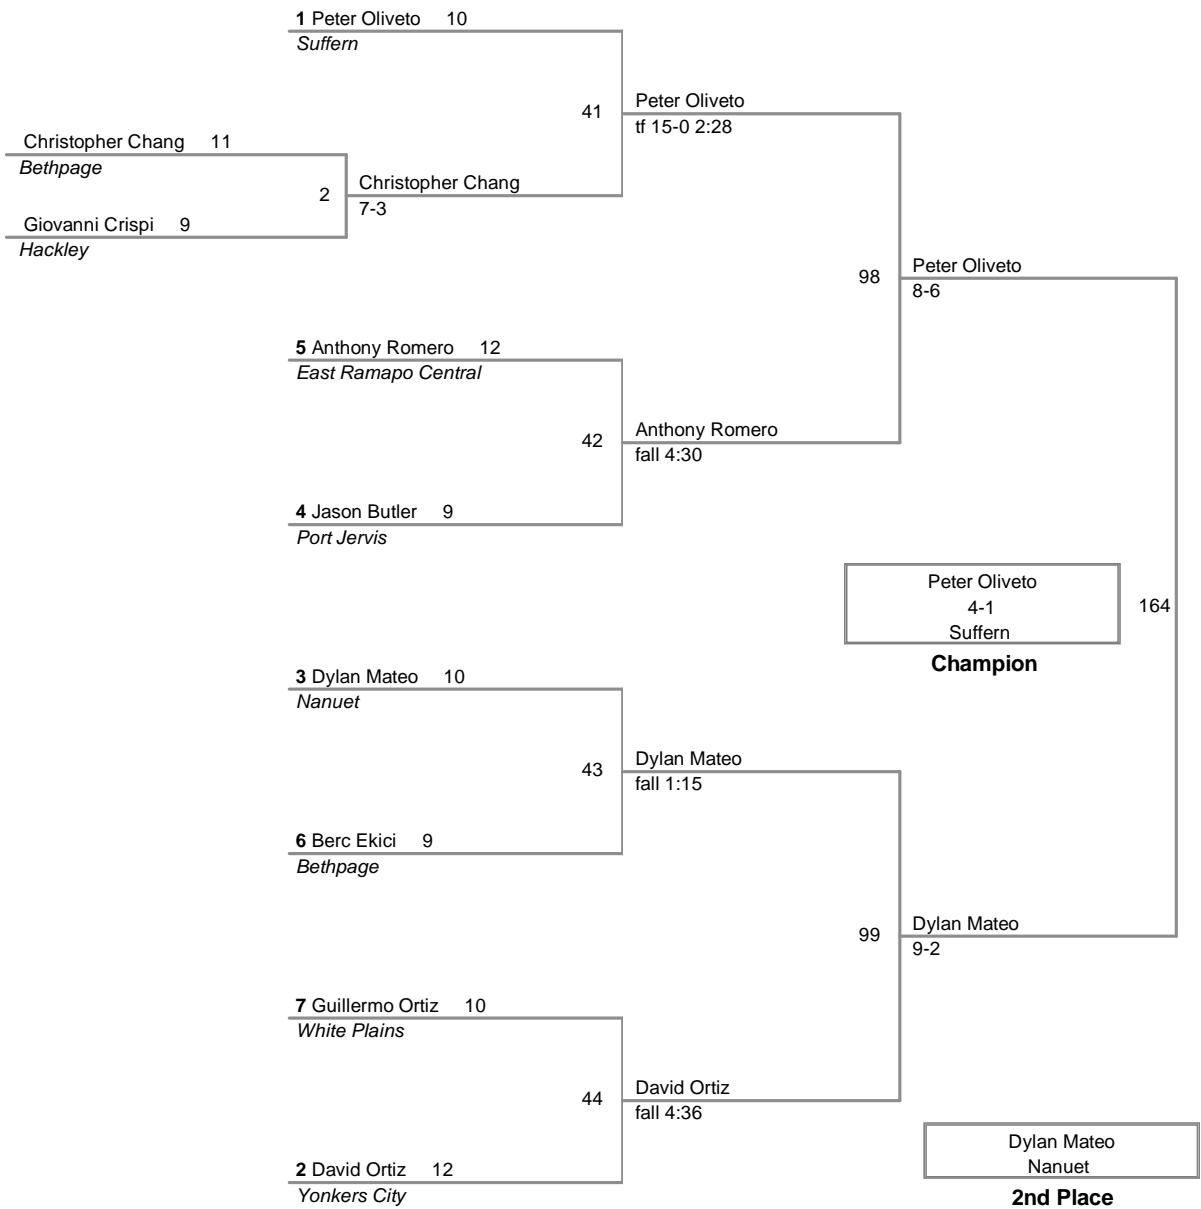 1 Peter Oliveto 10
Suffern
41
Peter Oliveto
tf 15-0 2:28
Christopher Chang 11
Bethpage
2
Christopher Chang
7-3
Giovanni Crispi 9
Hackley
98
Peter Oliveto
8-6
5 Anthony Romero 12
East Ramapo Central
42
Anthony Romero
fall 4:30
4 Jason Butler 9
Port Jervis
Peter Oliveto
4-1
Suffern
Champion
164
3 Dylan Mateo 10
Nanuet
43
Dylan Mateo
fall 1:15
6 Berc Ekici 9
Bethpage
99
Dylan Mateo
9-2
7 Guillermo Ortiz 10
White Plains
44
David Ortiz
fall 4:36
2 David Ortiz 12
Yonkers City
Dylan Mateo
Nanuet
2nd Place